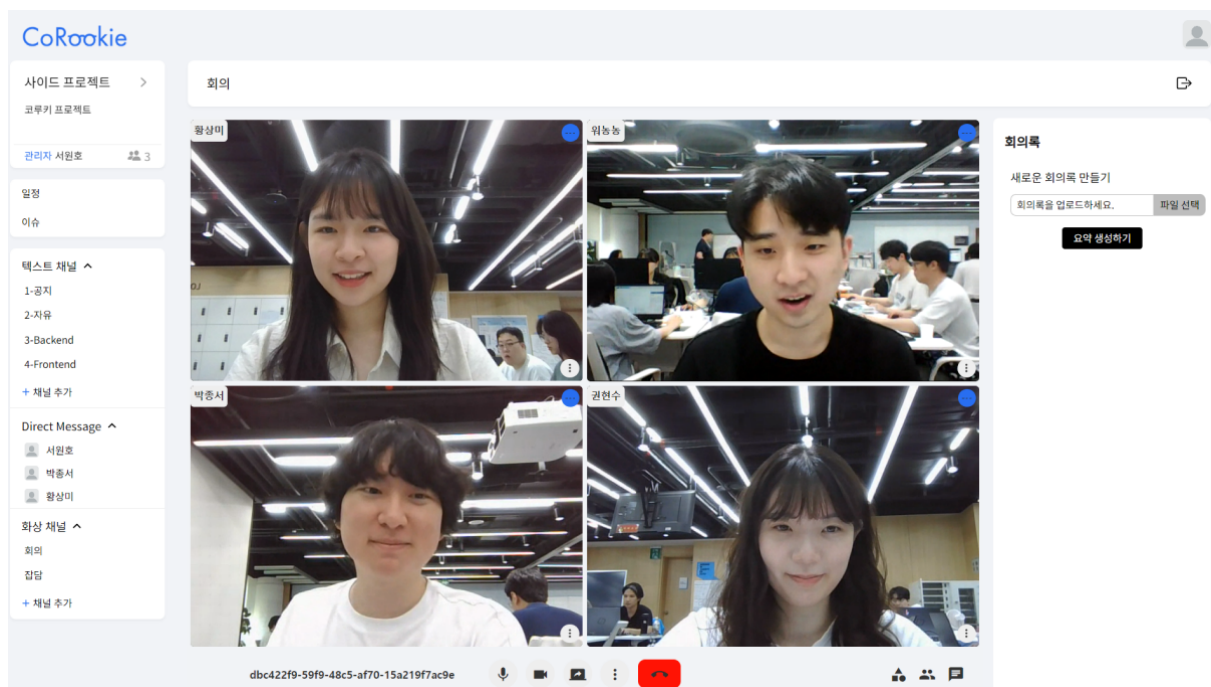 CoRookie
사이드 프로젝트
코루키 프로젝트
관리자 서원호
3
일정
이슈
텍스트 채널
1-공지
2-자유
3-Backend
4-Frontend
+ 채널 추가
Direct Message
서원호
박종서
황상미
화상 채널
회의
잡담
+ 채널 추가
회의
황상미
워농농
박종서
권현수
dbc422f9-59f9-48c5-af70-15a219f7ac9e
회의록
새로운 회의록 만들기
회의록을 업로드하세요.
파일 선택
요약 생성하기